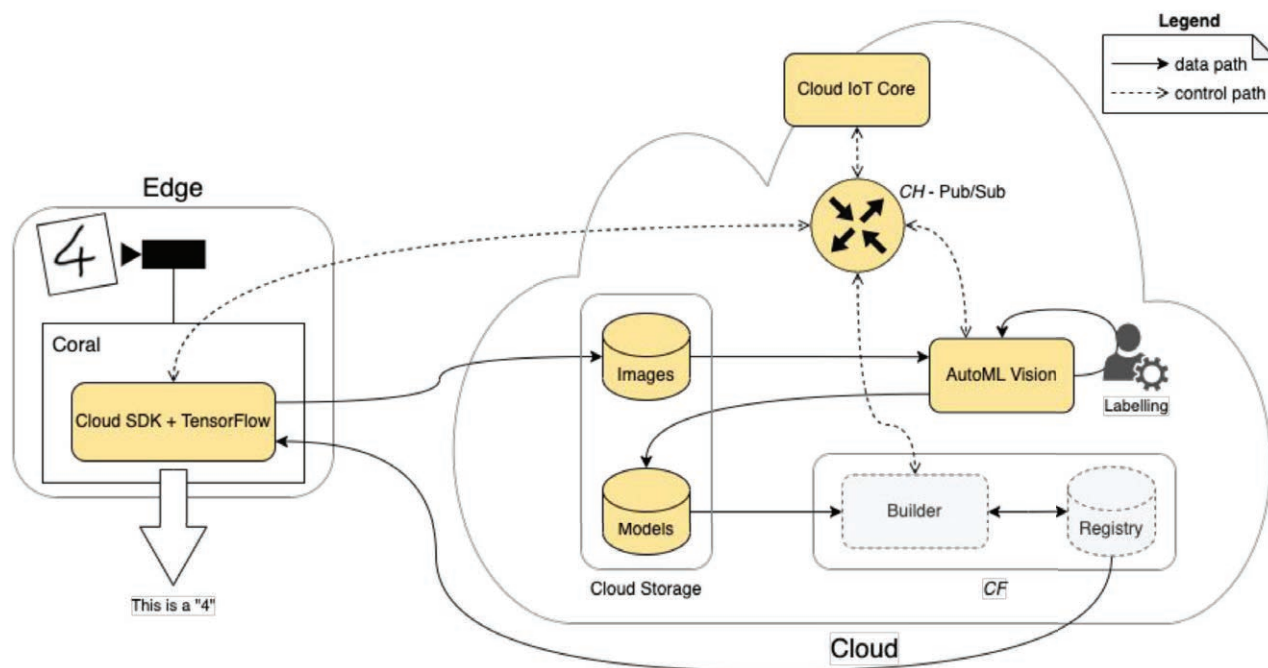 Legend
data path
control path
Cloud IoT Core
CH - Pub/Sub
Edge
4
Coral
Cloud SDK + TensorFlow
This is a "4"
Images
Models
Cloud Storage
AutoML Vision
Labelling
Builder
Registry
CF
Cloud